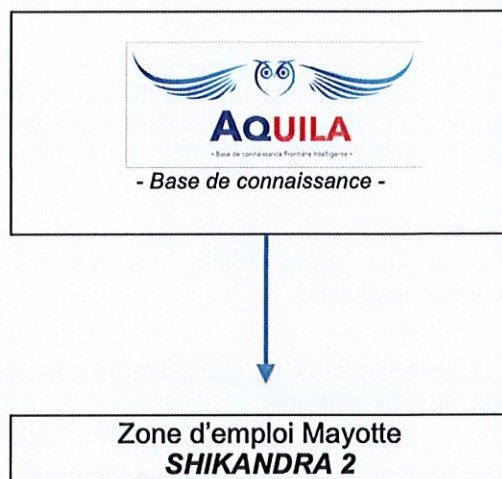 AQUILA
- Base de connaissance Frontière Intelligente -
- Base de connaissance -
Zone d'emploi Mayotte
SHIKANDRA 2